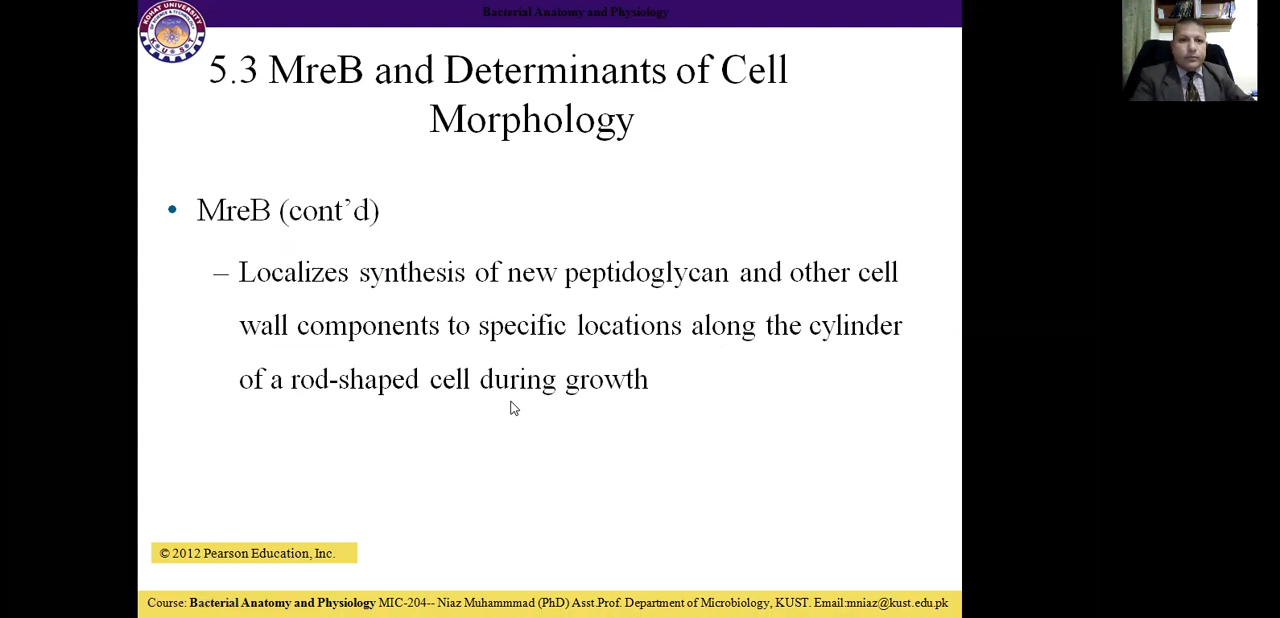 Bacterial Anatomy and Physiology
KOHAT UNIVERSITY
5.3 MreB and Determinants of Cell
Morphology
• MreB (cont’d)
– Localizes synthesis of new peptidoglycan and other cell
wall components to specific locations along the cylinder
of a rod-shaped cell during growth
© 2012 Pearson Education, Inc.
Course: Bacterial Anatomy and Physiology MIC-204-- Niaz Muhammmad (PhD) Asst.Prof. Department of Microbiology, KUST. Email:mniaz@kust.edu.pk